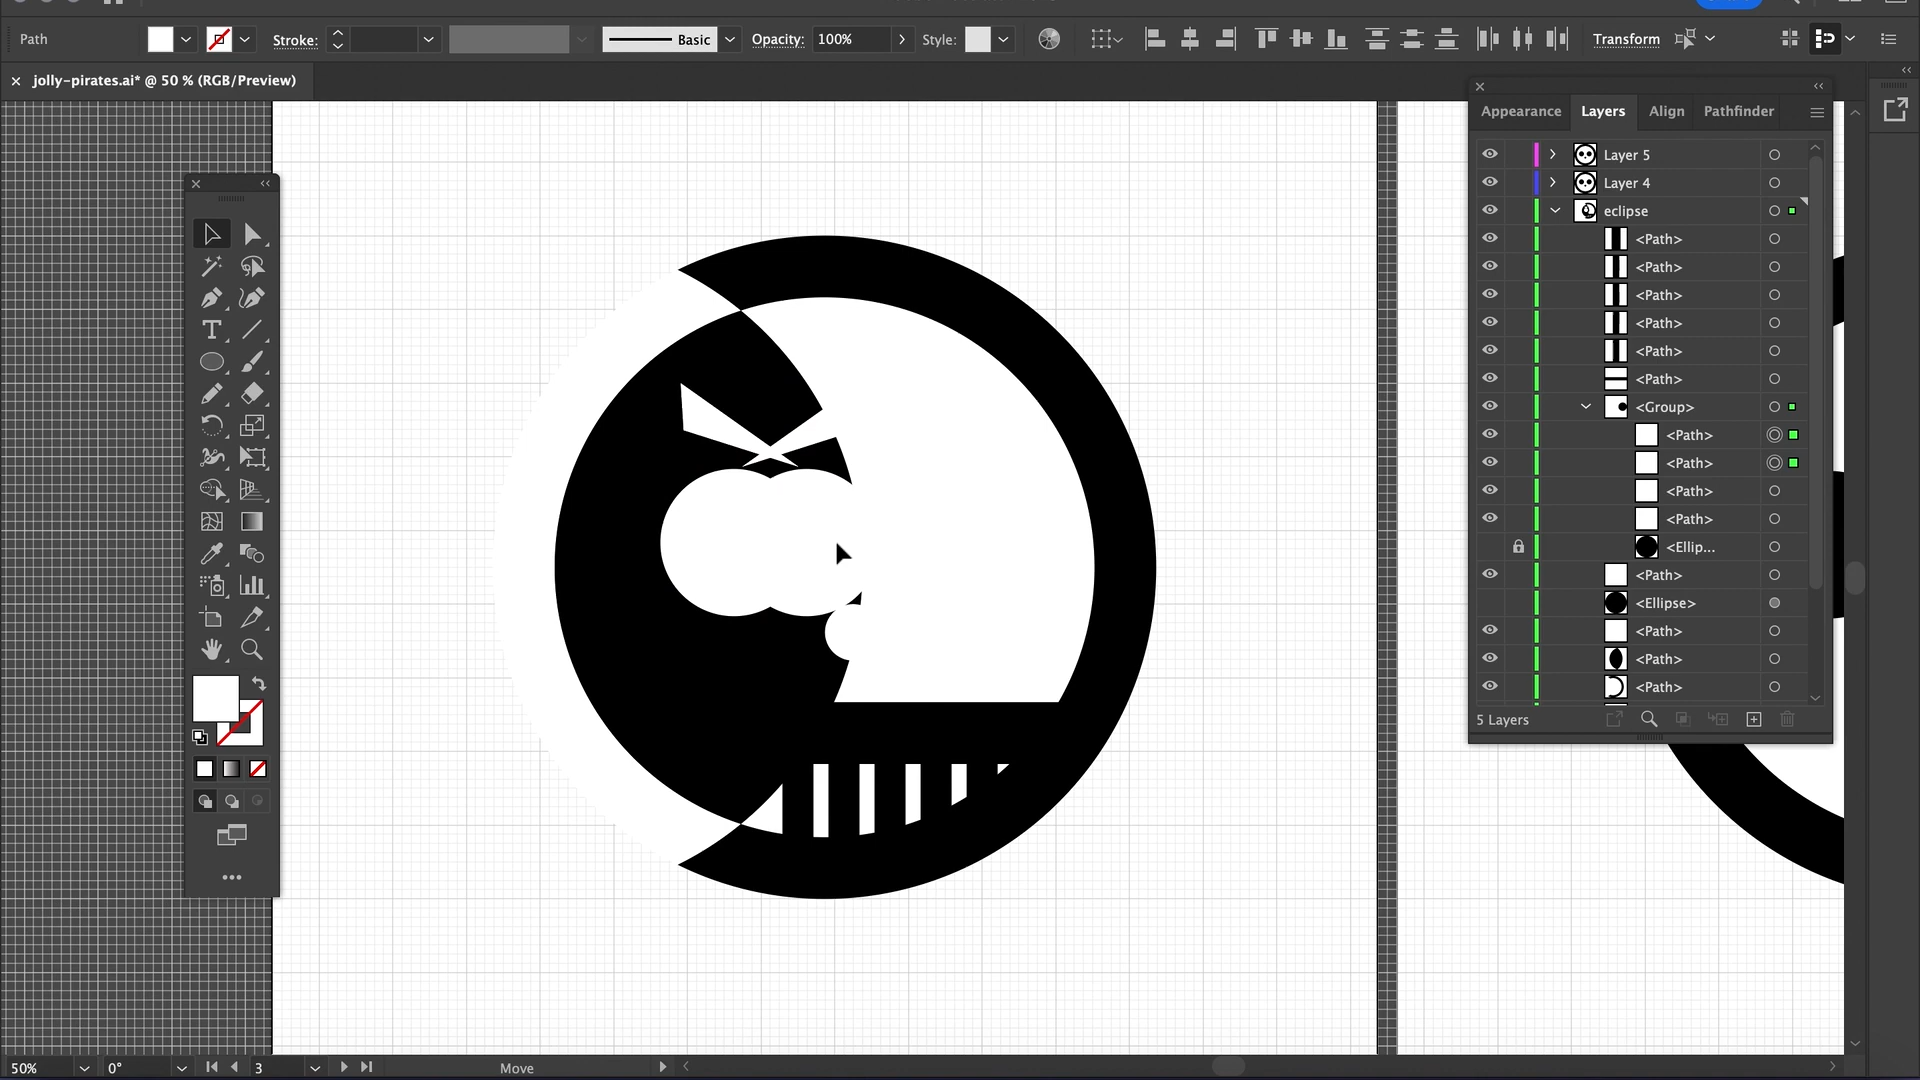 Path
Stroke:
Basic
Opacity:
100%
Style:
Transform
jolly-pirates.ai* @ 50 % (RGB/Preview)
Appearance
Layers
Align
Pathfinder
Layer 5
Layer 4
eclipse
<Path>
<Path>
<Path>
<Path>
<Path>
<Path>
<Group>
<Path>
<Path>
<Path>
<Path>
<Ellip...
<Path>
<Ellipse>
<Path>
<Path>
<Path>
5 Layers
50%
0°
3
Move